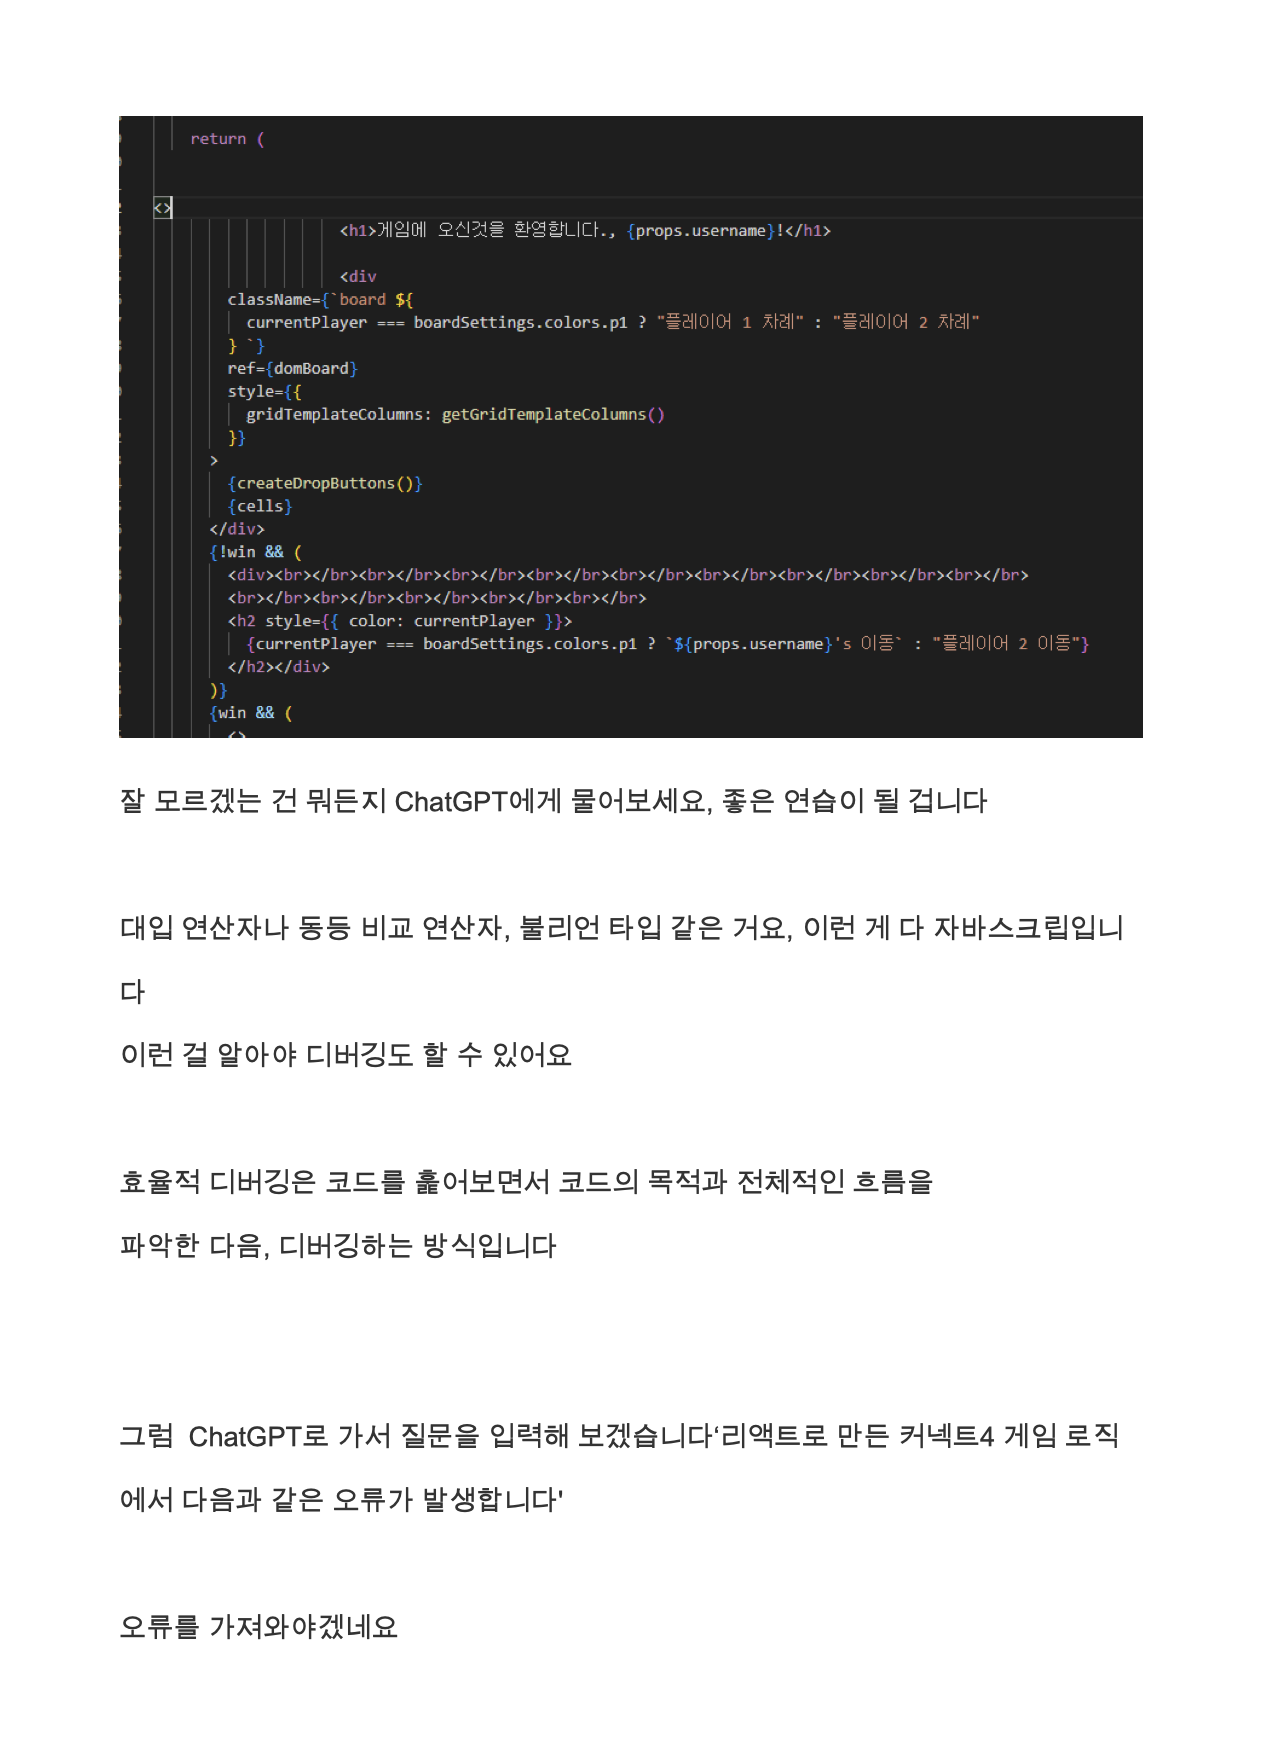 return (
<>
<h1>게임에 오신것을 환영합니다., {props.username}!</h1>
<div
className={`board ${
currentPlayer === boardSettings.colors.p1 ? "플레이어 1 차례" : "플레이어 2 차례"
} `}
ref={domBoard}
style={{
gridTemplateColumns: getGridTemplateColumns()
}}
>
{createDropButtons()}
{cells}
</div>
{!win && (
<div><br></br><br></br><br></br><br></br><br></br><br></br><br></br><br></br><br></br>
<br></br><br></br><br></br><br></br><br></br>
<h2 style={{ color: currentPlayer }}>
{currentPlayer === boardSettings.colors.p1 ? `${props.username}'s 이동` : "플레이어 2 이동"}
</h2></div>
)}
{win && (
<>
잘 모르겠는 건 뭐든지 ChatGPT에게 물어보세요, 좋은 연습이 될 겁니다
대입 연산자나 동등 비교 연산자, 불리언 타입 같은 거요, 이런 게 다 자바스크립입니
다
이런 걸 알아야 디버깅도 할 수 있어요
효율적 디버깅은 코드를 훑어보면서 코드의 목적과 전체적인 흐름을
파악한 다음, 디버깅하는 방식입니다
그럼 ChatGPT로 가서 질문을 입력해 보겠습니다‘리액트로 만든 커넥트4 게임 로직
에서 다음과 같은 오류가 발생합니다'
오류를 가져와야겠네요